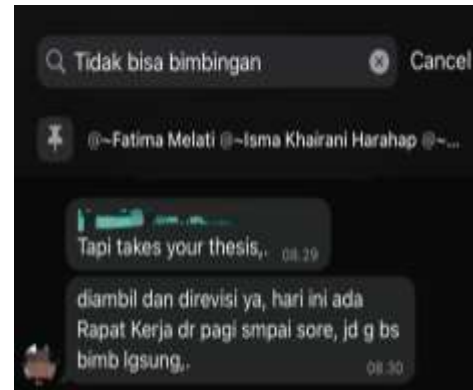 Tidak bisa bimbingan
Cancel
@~Fatima Melati @~Isma Khairani Harahap @~...
Tapi takes your thesis,. 08.29
diambil dan direvisi ya, hari ini ada
Rapat Kerja dr pagi smpai sore, jd g bs
bimb lgsung,. 08.30